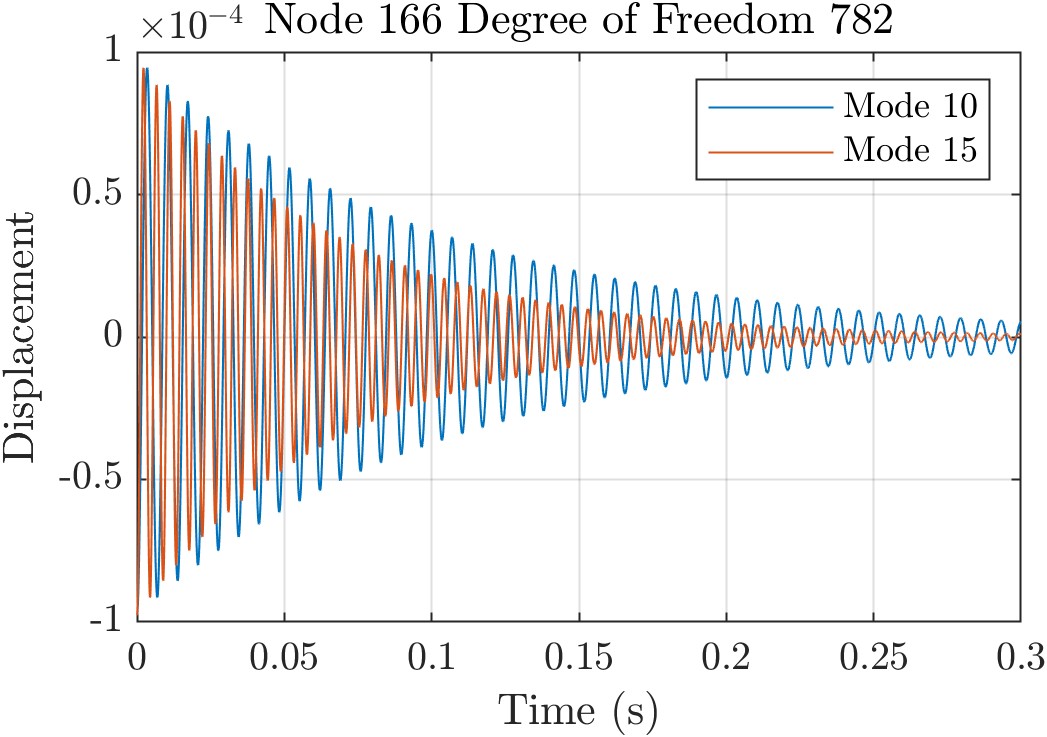 ×10⁻⁴ Node 166 Degree of Freedom 782
Mode 10
Mode 15
Displacement
1
0.5
0
-0.5
-1
0 0.05 0.1 0.15 0.2 0.25 0.3
Time (s)